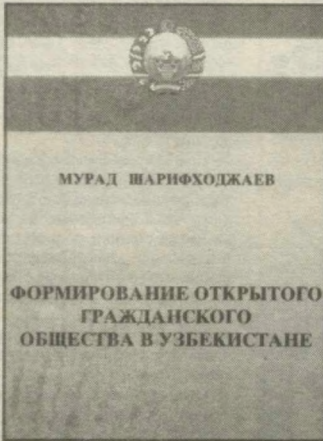 МУРАД ШАРИФХОДЖАЕВ
ФОРМИРОВАНИЕ ОТКРЫТОГО
ГРАЖДАНСКОГО
ОБЩЕСТВА В УЗБЕКИСТАНЕ